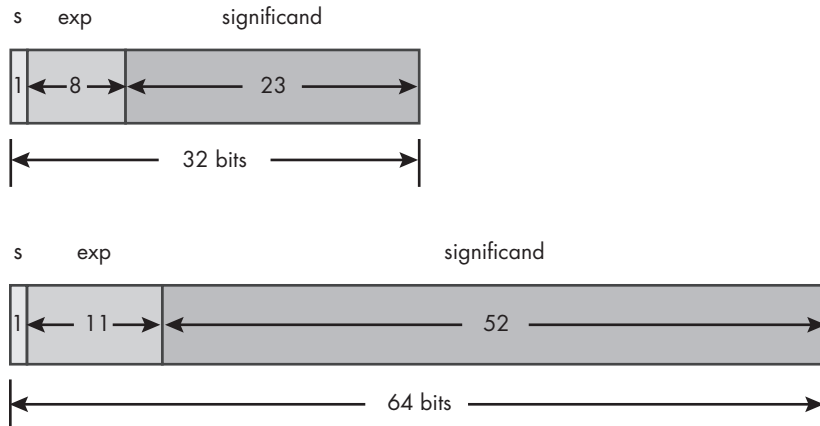 s exp significand
1 8 23
32 bits
s exp significand
1 11 52
64 bits